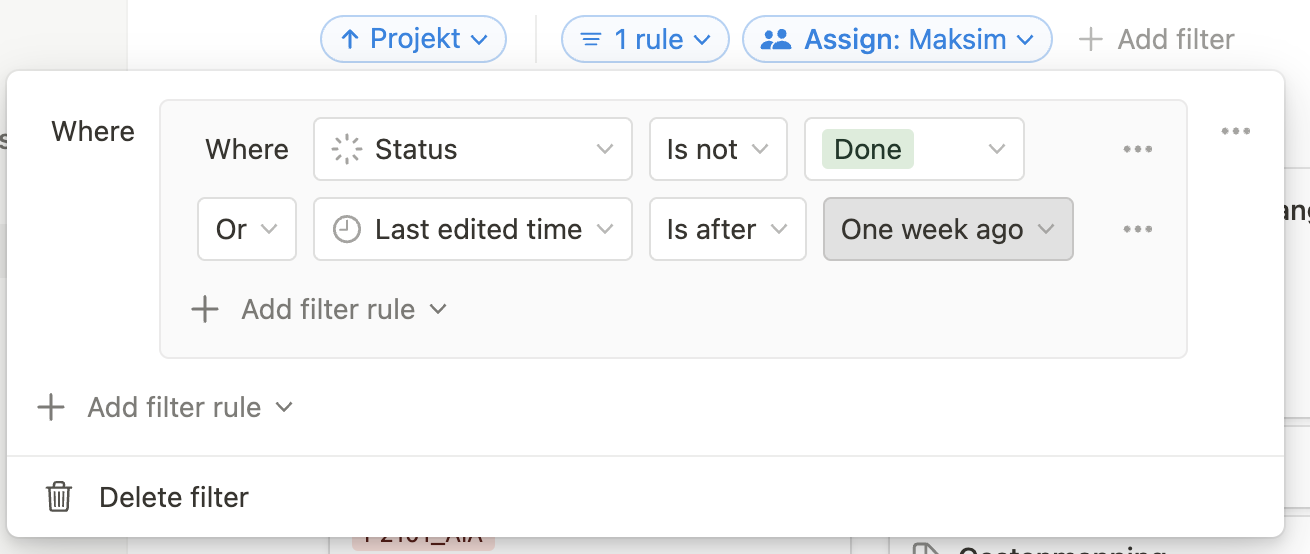 Projekt 1 rule Assign: Maksim Add filter
Where
Where Status Is not Done
Or Last edited time Is after One week ago
Add filter rule
Add filter rule
Delete filter